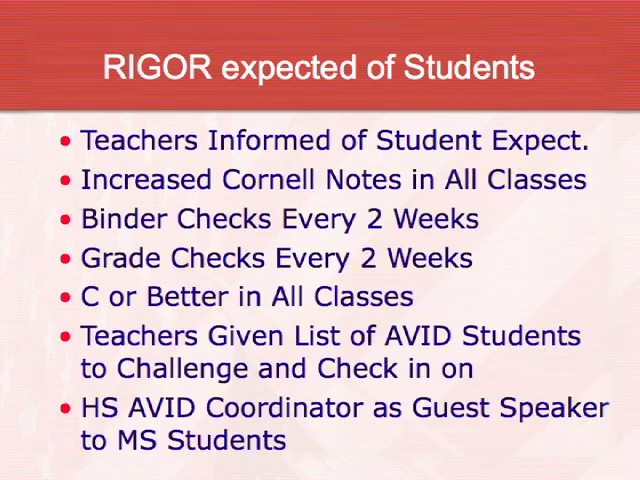 RIGOR expected of Students
• Teachers Informed of Student Expect.
• Increased Cornell Notes in All Classes
• Binder Checks Every 2 Weeks
• Grade Checks Every 2 Weeks
• C or Better in All Classes
• Teachers Given List of AVID Students
to Challenge and Check in on
• HS AVID Coordinator as Guest Speaker
to MS Students